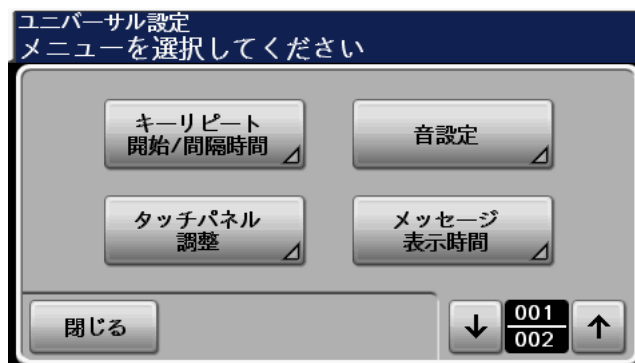 ユニバーサル設定
メニューを選択してください
キーリピート
開始/間隔時間
音設定
タッチパネル
調整
メッセージ
表示時間
閉じる
↓
001
002
↑